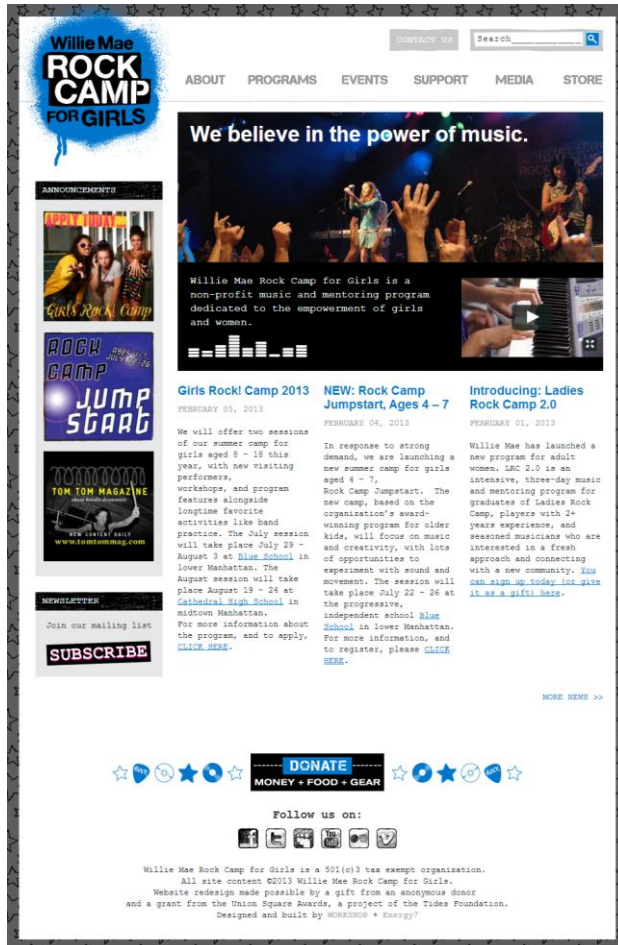 Willie Mae
ROCK
CAMP
FOR GIRLS
CONTACT US
Search
ABOUT PROGRAMS EVENTS SUPPORT MEDIA STORE
We believe in the power of music.
Willie Mae Rock Camp for Girls is a
non-profit music and mentoring program
dedicated to the empowerment of girls
and women.
ANNOUNCEMENTS
APPLY TODAY...
Girls Rock! Camp
ROCK
CAMP
JUMP
START
TOM TOM MAGAZINE
NEW CONTENT DAILY
www.tomtommag.com
NEWSLETTER
Join our mailing list
SUBSCRIBE
Girls Rock! Camp 2013
FEBRUARY 05, 2013
We will offer two sessions
of our summer camp for
girls aged 8 – 18 this
year, with new visiting
performers,
workshops, and program
features alongside
longtime favorite
activities like band
practice. The July session
will take place July 29 -
August 3 at Blue School in
lower Manhattan. The
August session will take
place August 19 – 24 at
Cathedral High School in
midtown Manhattan.
For more information about
the program, and to apply,
CLICK HERE.
NEW: Rock Camp
Jumpstart, Ages 4 – 7
FEBRUARY 04, 2013
In response to strong
demand, we are launching a
new summer camp for girls
aged 4 – 7,
Rock Camp Jumpstart. The
new camp, based on the
organization's award-
winning program for older
kids, will focus on music
and creativity, with lots
of opportunities to
experiment with sound and
movement. The session will
take place July 22 – 26 at
the progressive,
independent school Blue
School in lower Manhattan.
For more information, and
to register, please CLICK
HERE.
Introducing: Ladies
Rock Camp 2.0
FEBRUARY 01, 2013
Willie Mae has launched a
new program for adult
women. LRC 2.0 is an
intensive, three-day music
and mentoring program for
graduates of Ladies Rock
Camp, players with 2+
years experience, and
seasoned musicians who are
interested in a fresh
approach and connecting
with a new community. You
can sign up today (or give
it as a gift) here.
MORE NEWS >>
DONATE
MONEY + FOOD + GEAR
Follow us on:
Willie Mae Rock Camp for Girls is a 501(c)3 tax exempt organization.
All site content ©2013 Willie Mae Rock Camp for Girls.
Website redesign made possible by a gift from an anonymous donor
and a grant from the Union Square Awards, a project of the Tides Foundation.
Designed and built by WORKSHOP + Energy7